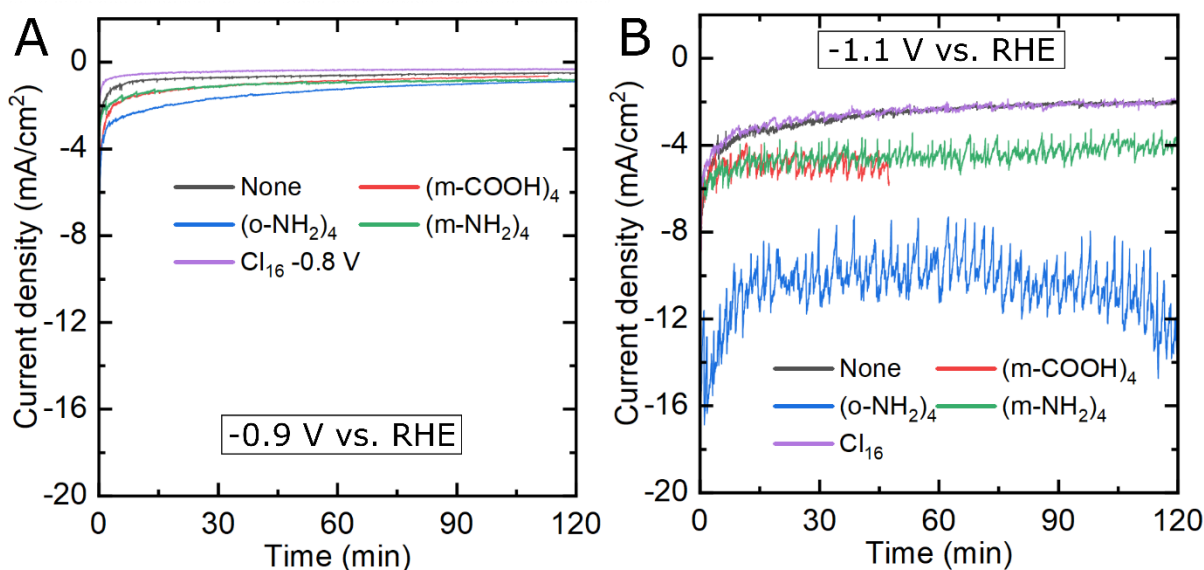 A
0
-4
-8
-12
-16
-20
Current density (mA/cm²)
None
(m-COOH)₄
(o-NH₂)₄
(m-NH₂)₄
Cl₁₆ -0.8 V
-0.9 V vs. RHE
0
30
60
90
120
Time (min)
B
-1.1 V vs. RHE
0
-4
-8
-12
-16
-20
Current density (mA/cm²)
None
(m-COOH)₄
(o-NH₂)₄
(m-NH₂)₄
Cl₁₆
0
30
60
90
120
Time (min)